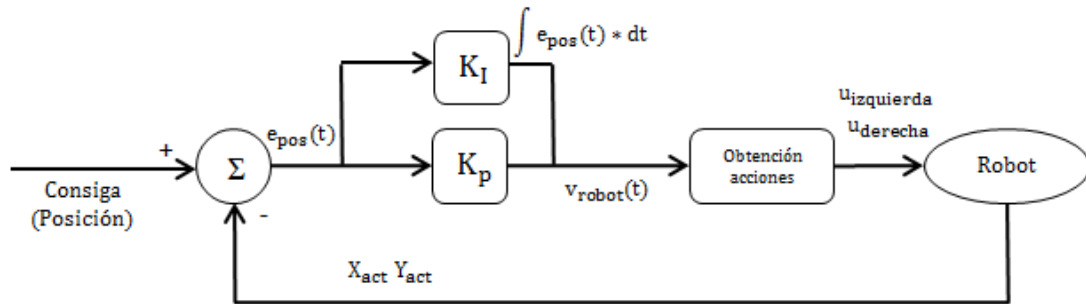 ∫ e_pos(t) * dt
K_I
u_izquierda
u_derecha
e_pos(t)
+
Σ
K_p
Obtención
acciones
Robot
Consiga
(Posición)
-
v_robot(t)
X_act Y_act